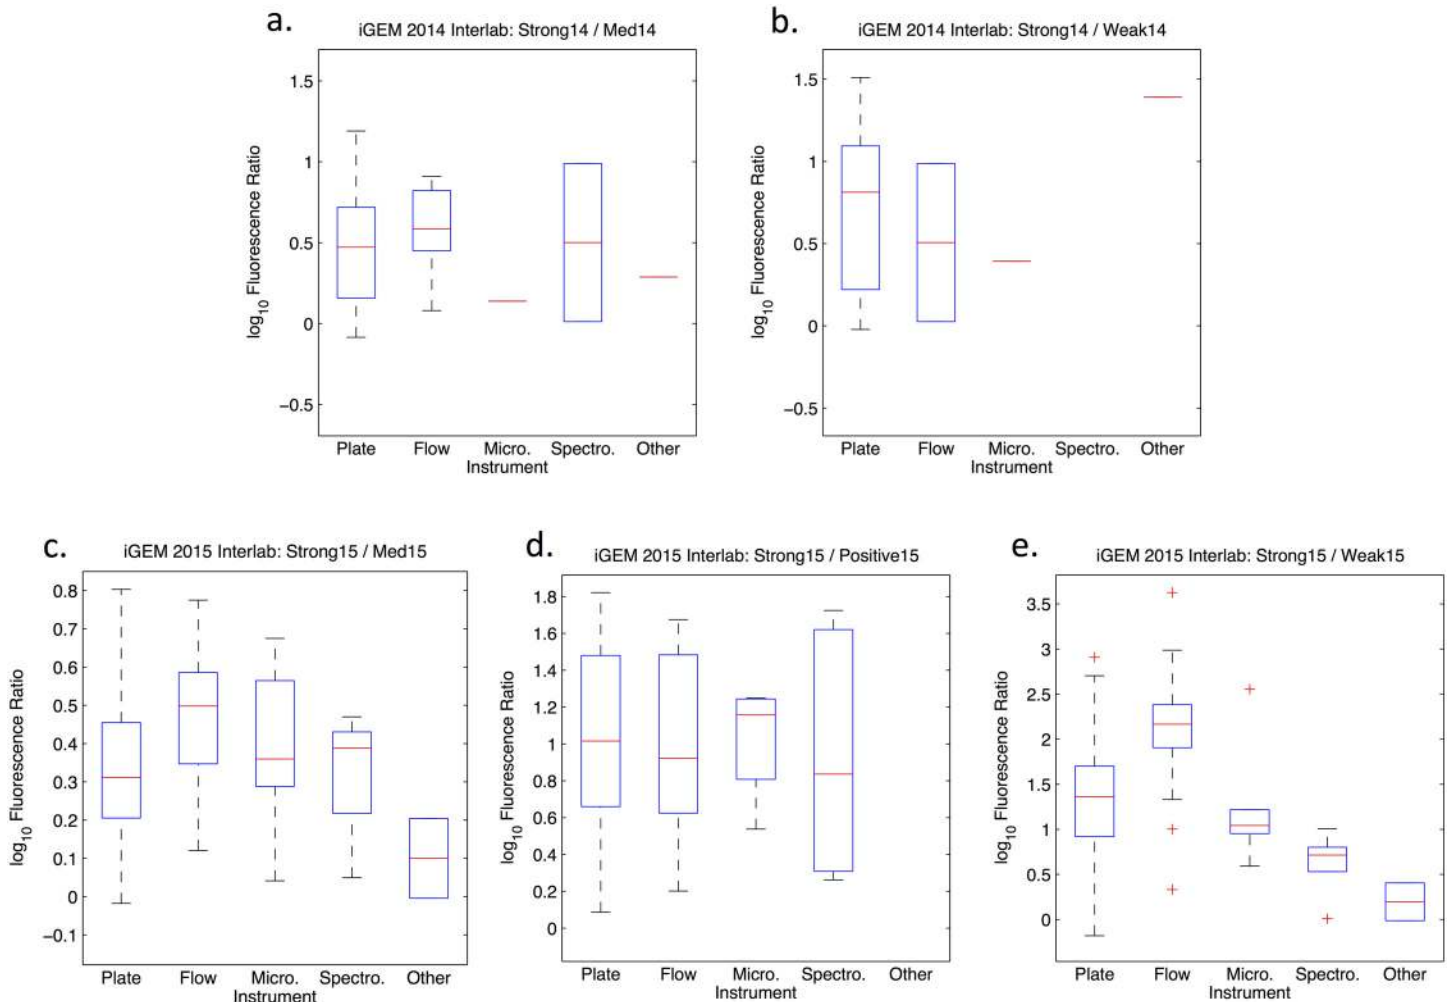 a.
iGEM 2014 Interlab: Strong14 / Med14
log10 Fluorescence Ratio
1.5
1
0.5
0
−0.5
Plate Flow Micro. Spectro. Other
Instrument
b.
iGEM 2014 Interlab: Strong14 / Weak14
log10 Fluorescence Ratio
1.5
1
0.5
0
−0.5
Plate Flow Micro. Spectro. Other
Instrument
c.
iGEM 2015 Interlab: Strong15 / Med15
log10 Fluorescence Ratio
0.8
0.7
0.6
0.5
0.4
0.3
0.2
0.1
0
−0.1
Plate Flow Micro. Spectro. Other
Instrument
d.
iGEM 2015 Interlab: Strong15 / Positive15
log10 Fluorescence Ratio
1.8
1.6
1.4
1.2
1
0.8
0.6
0.4
0.2
0
Plate Flow Micro. Spectro. Other
Instrument
e.
iGEM 2015 Interlab: Strong15 / Weak15
log10 Fluorescence Ratio
3.5
3
2.5
2
1.5
1
0.5
0
Plate Flow Micro. Spectro. Other
Instrument